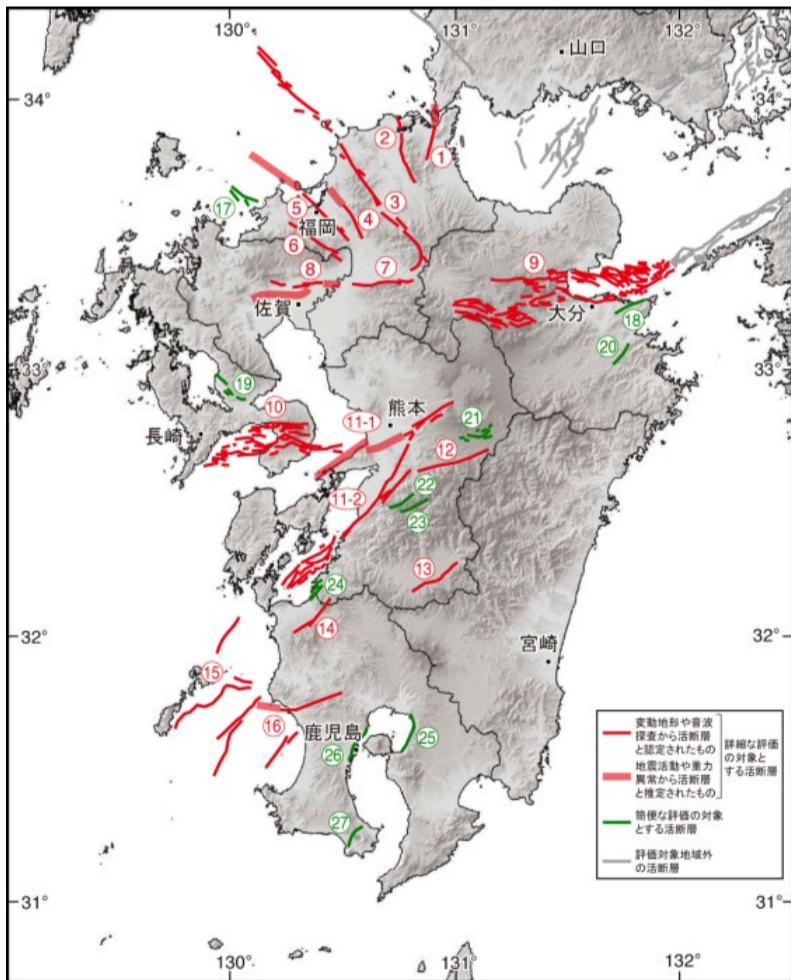 130° 131° 132°
山口
34° 34°
②
①
⑰
⑤
③
福岡
④
⑥
⑧ ⑦ ⑨
佐賀
大分
⑱
⑳
33° 33°
⑲
⑩
熊本
11-1
㉑
長崎
⑫
㉒
11-2
㉓
⑬
㉔
⑭
32° 32°
宮崎
⑮
⑯
鹿児島
㉕
㉖
㉗
変動地形や音波
探査から活断層
と認定されたもの
地震活動や重力
異常から活断層
と推定されたもの
詳細な評価
の対象と
する活断層
簡便な評価の対象
とする活断層
評価対象地域外
の活断層
31° 31°
130° 131° 132°